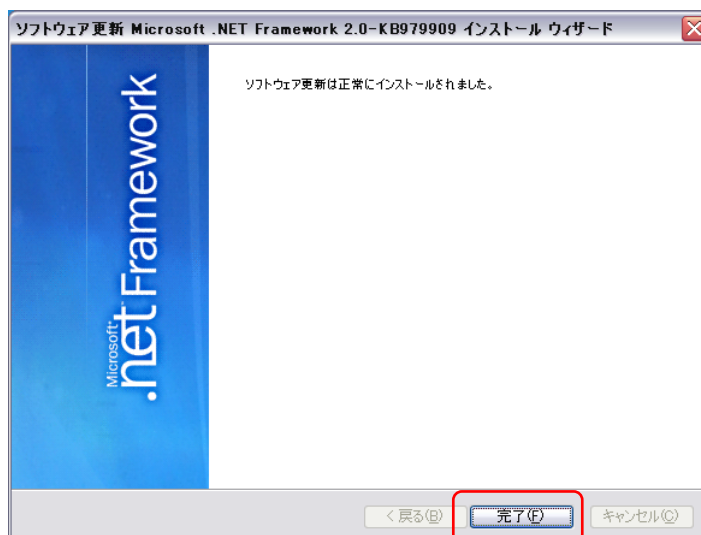 ソフトウェア更新 Microsoft .NET Framework 2.0-KB979909 インストール ウィザード
ソフトウェア更新は正常にインストールされました。
Microsoft
.net Framework
< 戻る(B)
完了(F)
キャンセル(C)